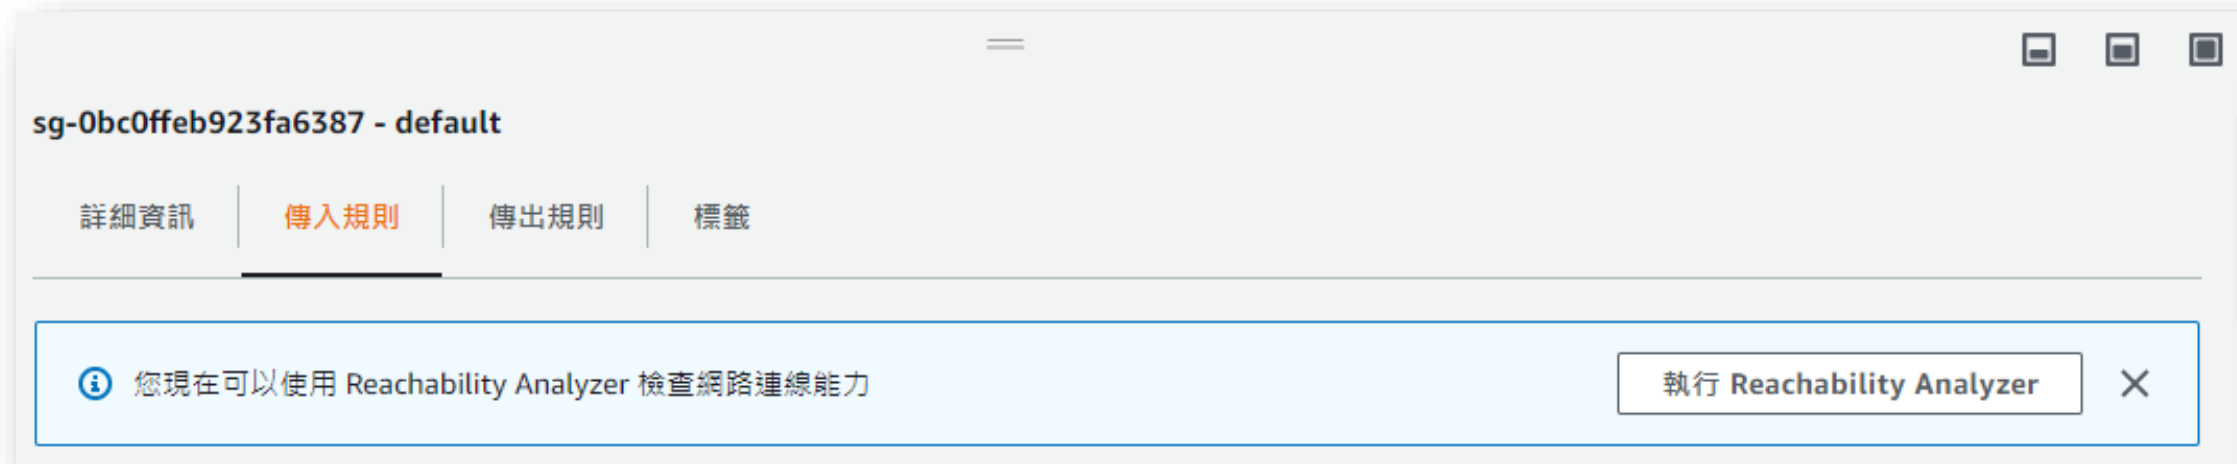 sg-0bc0ffeb923fa6387 - default
詳細資訊 傳入規則 傳出規則 標籤
您現在可以使用 Reachability Analyzer 檢查網路連線能力 執行 Reachability Analyzer